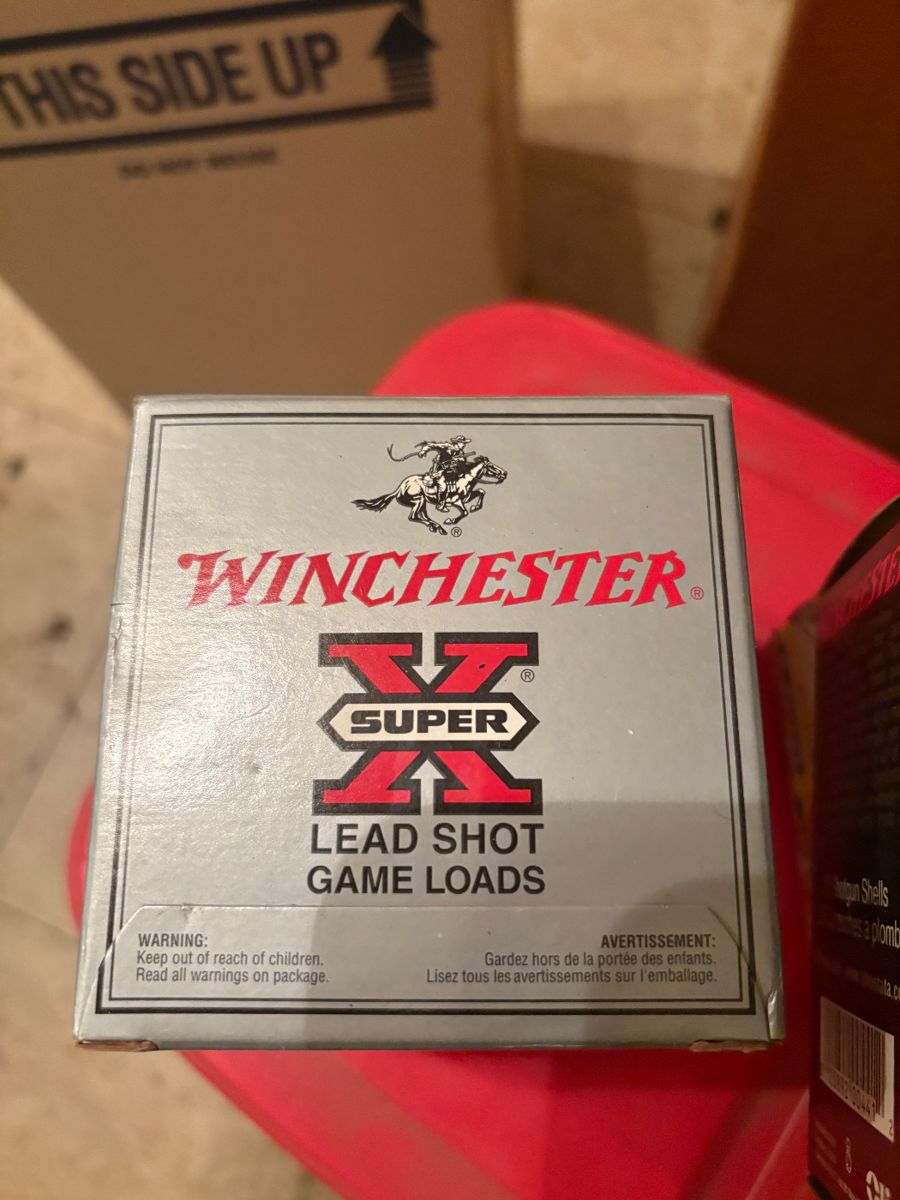 THIS SIDE UP
WINCHESTER®
X®
SUPER
LEAD SHOT
GAME LOADS
WARNING:
Keep out of reach of children.
Read all warnings on package.
AVERTISSEMENT:
Gardez hors de la portée des enfants.
Lisez tous les avertissements sur l'emballage.
Shells
à plomb